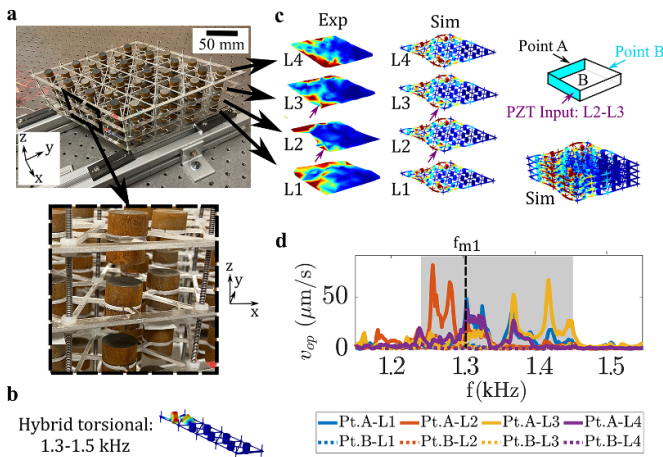 a
50 mm
z
y
x
z
y
x
b
Hybrid torsional:
1.3-1.5 kHz
c
Exp
Sim
L4
L4
L3
L3
L2
L2
L1
L1
Point A
Point B
B
PZT Input: L2-L3
Sim
d
fm1
50
0
vop (μm/s)
1.2 1.3 1.4 1.5
f(kHz)
Pt.A-L1 Pt.A-L2 Pt.A-L3 Pt.A-L4
Pt.B-L1 Pt.B-L2 Pt.B-L3 Pt.B-L4